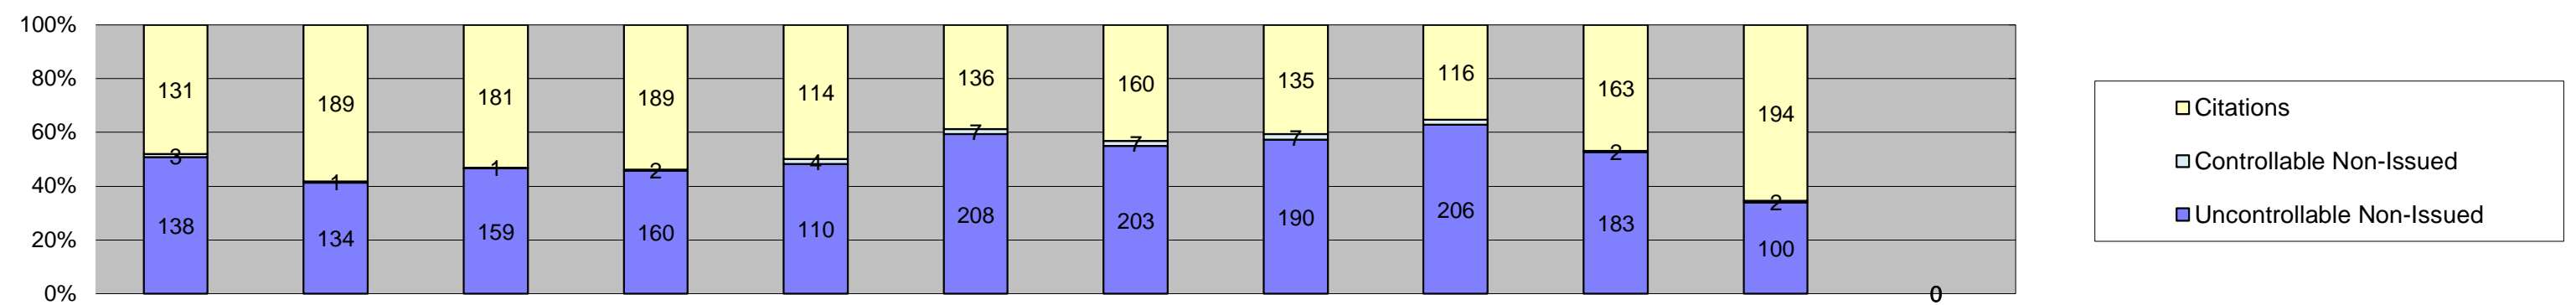 100%
80%
60%
40%
20%
0%
131 189 181 189 114 136 160 135 116 163 194
3 1 1 2 4 7 7 7 2 2
138 134 159 160 110 208 203 190 206 183 100 0
Citations
Controllable Non-Issued
Uncontrollable Non-Issued